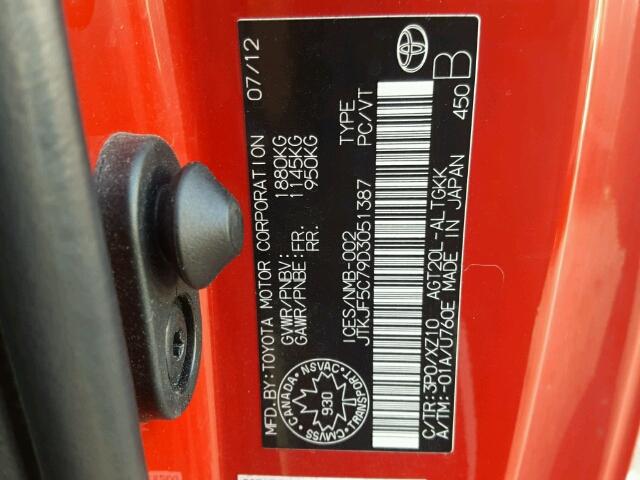 MFD.BY:TOYOTA MOTOR CORPORATION 07/12
GVWR/PNBV: 1880KG
GAWR/PNBE:FR. 1145KG
RR. 950KG
CANADA NSVAC
930
CMVSS TRANSPORT
ICES/NMB-002 TYPE
JTKJF5C79D3051387 PC/VT
C/TR:3P0/XZ10 AGT20L-ALTGKK
A/TM:-01A/U760E MADE IN JAPAN 450 B